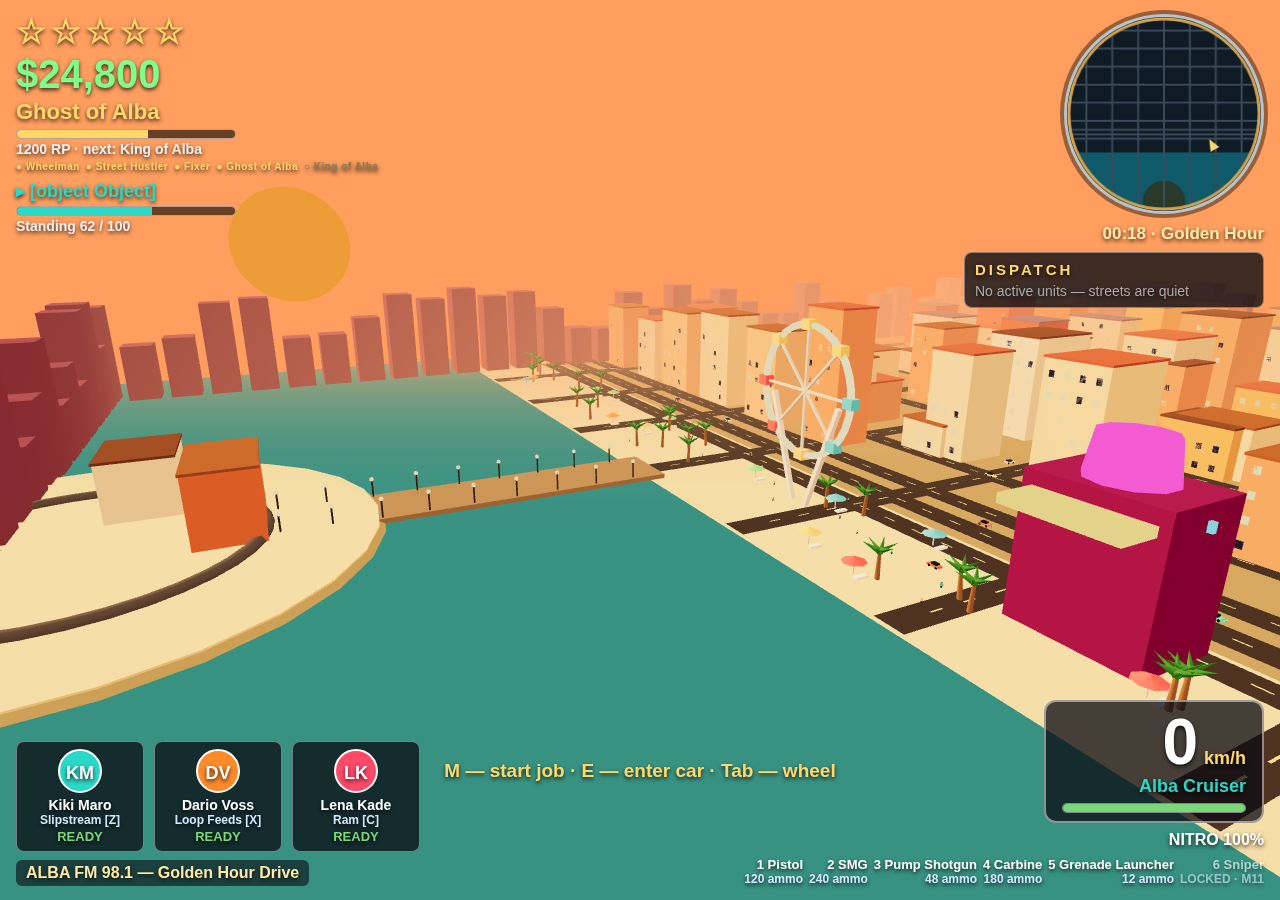 $24,800
Ghost of Alba
1200 RP · next: King of Alba
● Wheelman ● Street Hustler ● Fixer ● Ghost of Alba ○ King of Alba
▸ [object Object]
Standing 62 / 100
00:18 · Golden Hour
DISPATCH
No active units — streets are quiet
KM
Kiki Maro
Slipstream [Z]
READY
DV
Dario Voss
Loop Feeds [X]
READY
LK
Lena Kade
Ram [C]
READY
M — start job · E — enter car · Tab — wheel
ALBA FM 98.1 — Golden Hour Drive
0 km/h
Alba Cruiser
NITRO 100%
1 Pistol 2 SMG 3 Pump Shotgun 4 Carbine 5 Grenade Launcher 6 Sniper
120 ammo 240 ammo 48 ammo 180 ammo 12 ammo LOCKED · M11